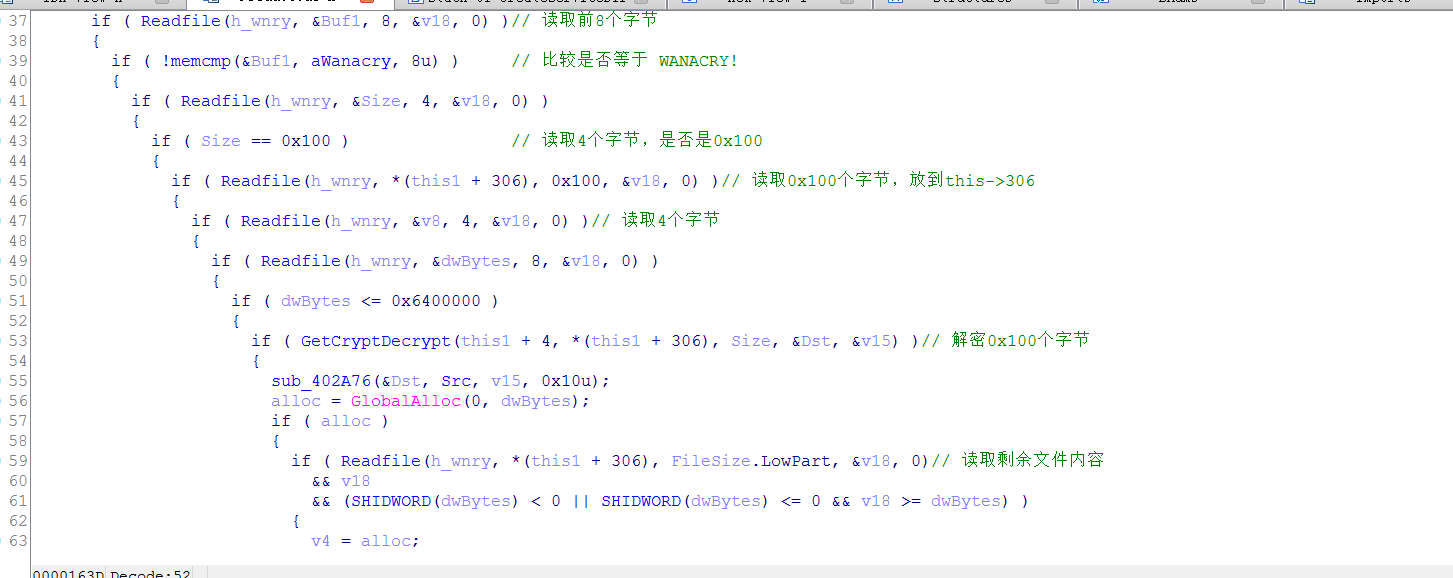 37 if ( Readfile(h_wnry, &Buf1, 8, &v18, 0) )// 读取前8个字节
38 {
39 if ( !memcmp(&Buf1, aWanacry, 8u) ) // 比较是否等于 WANACRY!
40 {
41 if ( Readfile(h_wnry, &Size, 4, &v18, 0) )
42 {
43 if ( Size == 0x100 ) // 读取4个字节，是否是0x100
44 {
45 if ( Readfile(h_wnry, *(this1 + 306), 0x100, &v18, 0) )// 读取0x100个字节，放到this->306
46 {
47 if ( Readfile(h_wnry, &v8, 4, &v18, 0) )// 读取4个字节
48 {
49 if ( Readfile(h_wnry, &dwBytes, 8, &v18, 0) )
50 {
51 if ( dwBytes <= 0x6400000 )
52 {
53 if ( GetCryptDecrypt(this1 + 4, *(this1 + 306), Size, &Dst, &v15) )// 解密0x100个字节
54 {
55 sub_402A76(&Dst, Src, v15, 0x10u);
56 alloc = GlobalAlloc(0, dwBytes);
57 if ( alloc )
58 {
59 if ( Readfile(h_wnry, *(this1 + 306), FileSize.LowPart, &v18, 0)// 读取剩余文件内容
60 && v18
61 && (SHIDWORD(dwBytes) < 0 || SHIDWORD(dwBytes) <= 0 && v18 >= dwBytes) )
62 {
63 v4 = alloc;
0000163D Decode:52